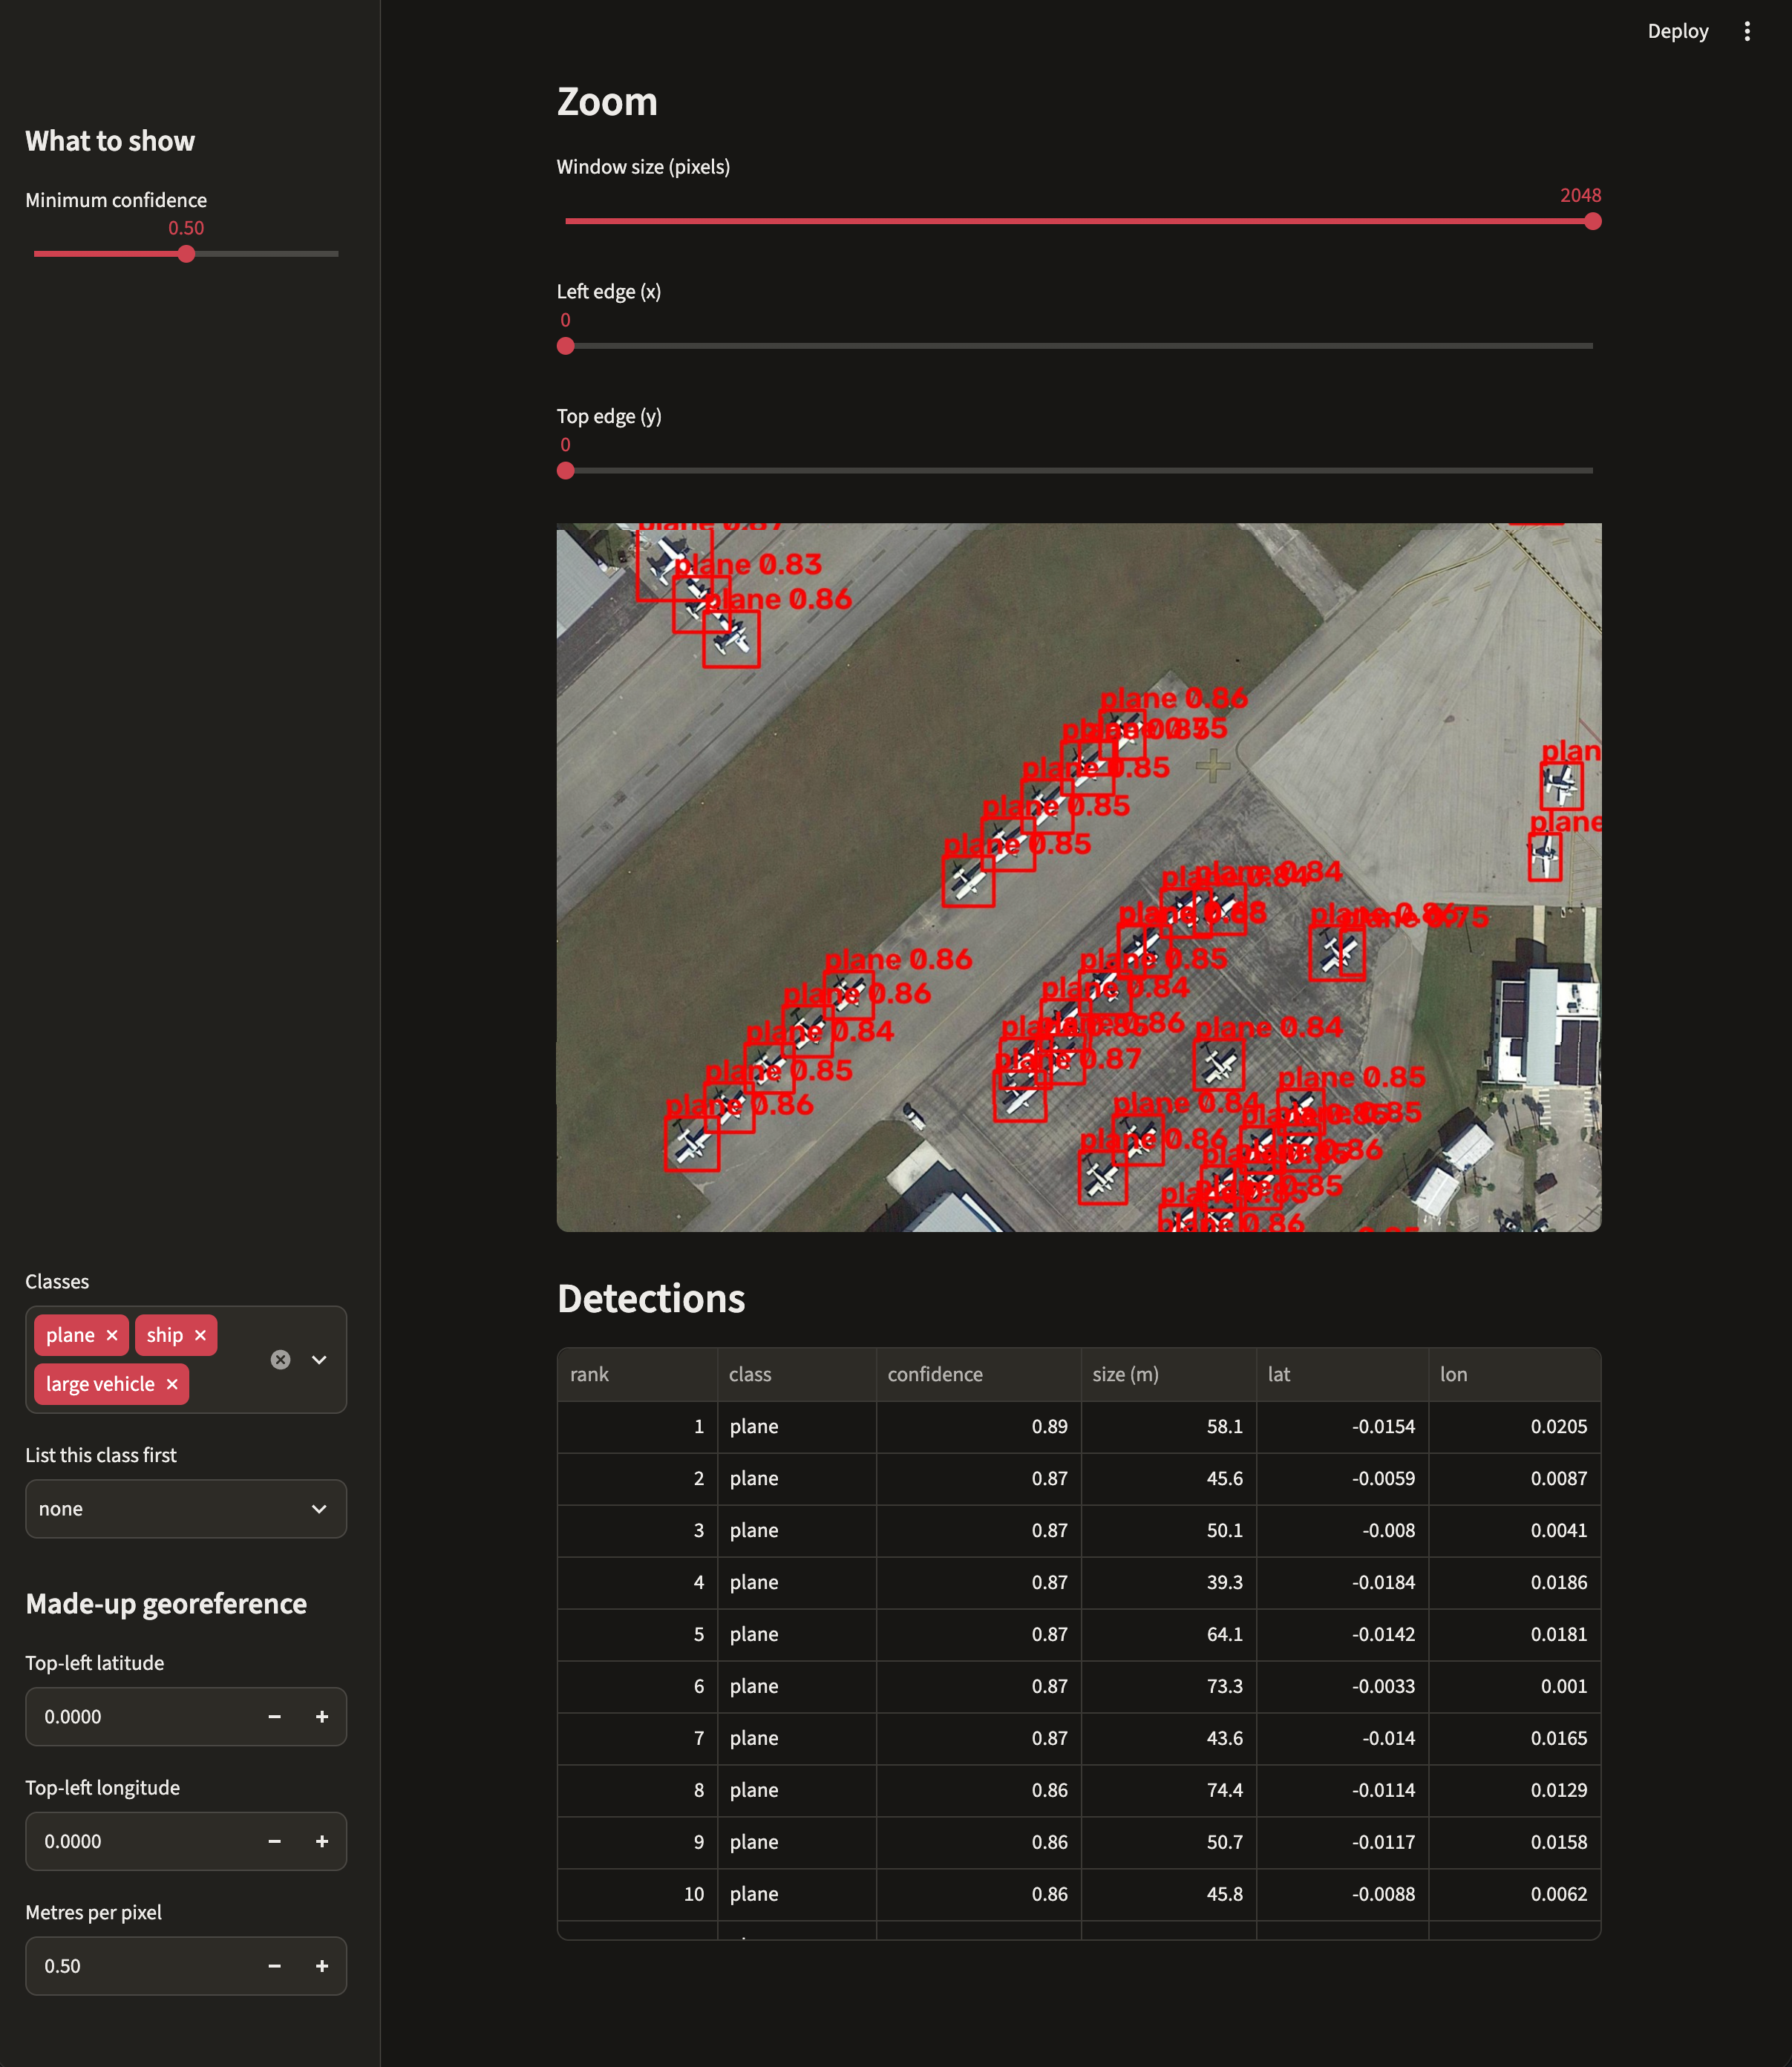 Deploy
What to show
Minimum confidence
0.50
Classes
plane
ship
large vehicle
List this class first
none
Made-up georeference
Top-left latitude
0.0000
Top-left longitude
0.0000
Metres per pixel
0.50
Zoom
Window size (pixels)
2048
Left edge (x)
0
Top edge (y)
0
plane 0.87
plane 0.83
plane 0.86
plane 0.86
plane 0.85
plane 0.85
plane 0.85
plan
plane
plane 0.84
plane 0.86
plane 0.85
plane 0.86
plane 0.84
plane 0.86
plane 0.84
plane 0.84
plane 0.87
plane 0.85
plane 0.85
plane 0.86
plane 0.84
plane 0.86
Detections
rank class confidence size (m) lat lon
1 plane 0.89 58.1 -0.0154 0.0205
2 plane 0.87 45.6 -0.0059 0.0087
3 plane 0.87 50.1 -0.008 0.0041
4 plane 0.87 39.3 -0.0184 0.0186
5 plane 0.87 64.1 -0.0142 0.0181
6 plane 0.87 73.3 -0.0033 0.001
7 plane 0.87 43.6 -0.014 0.0165
8 plane 0.86 74.4 -0.0114 0.0129
9 plane 0.86 50.7 -0.0117 0.0158
10 plane 0.86 45.8 -0.0088 0.0062